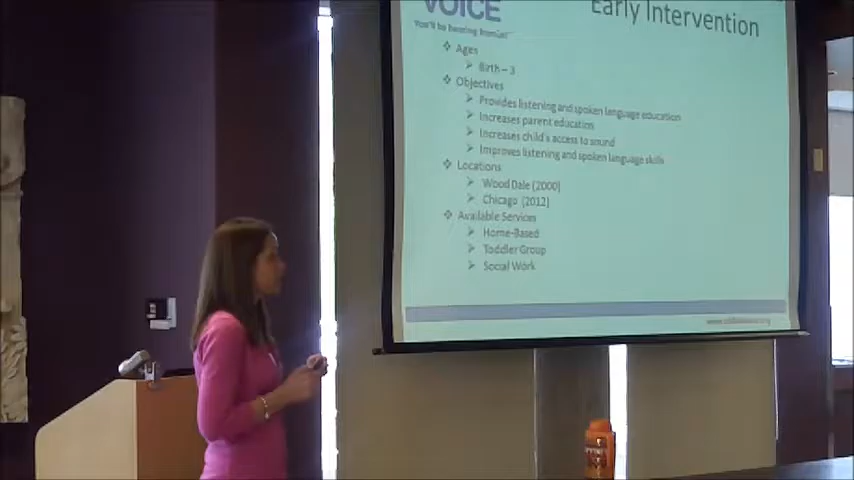 VOICE
Early Intervention
You'll be hearing from us!
Ages
Birth – 3
Objectives
Provides listening and spoken language education
Increases parent education
Increases child's access to sound
Improves listening and spoken language skills
Locations
Wood Dale (2000)
Chicago (2012)
Available Services
Home-Based
Toddler Group
Social Work